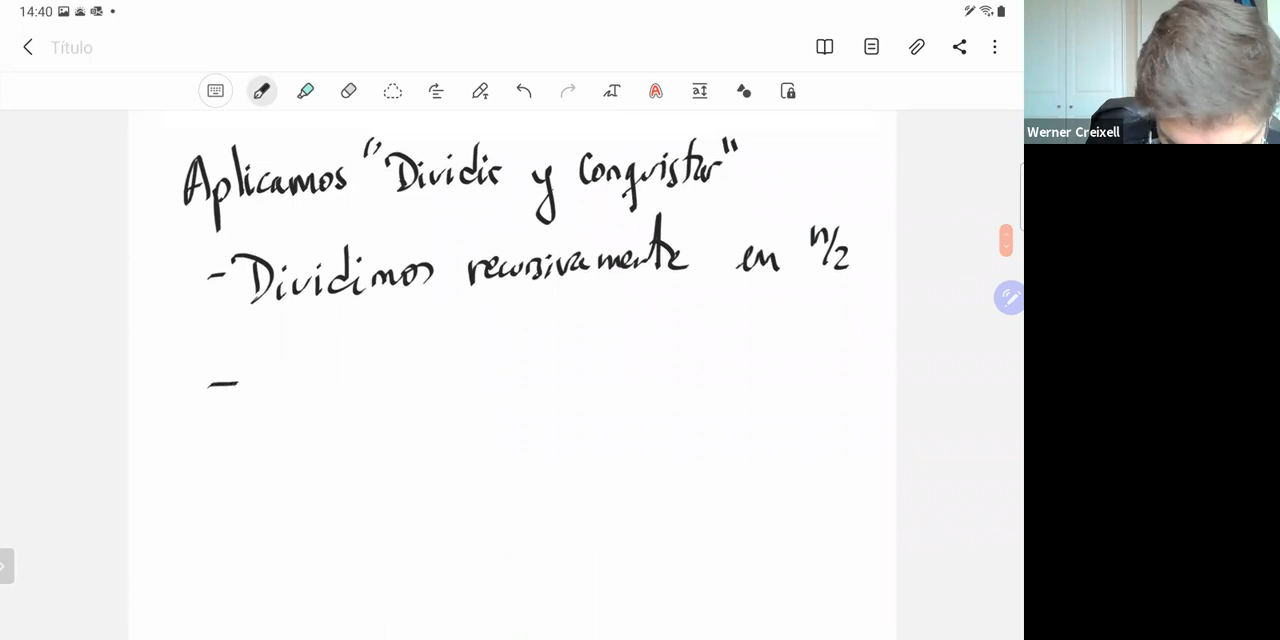 14:40
Título
Werner Creixell
Aplicamos "Dividir y Conquistar"
- Dividimos recursivamente en n/2
-